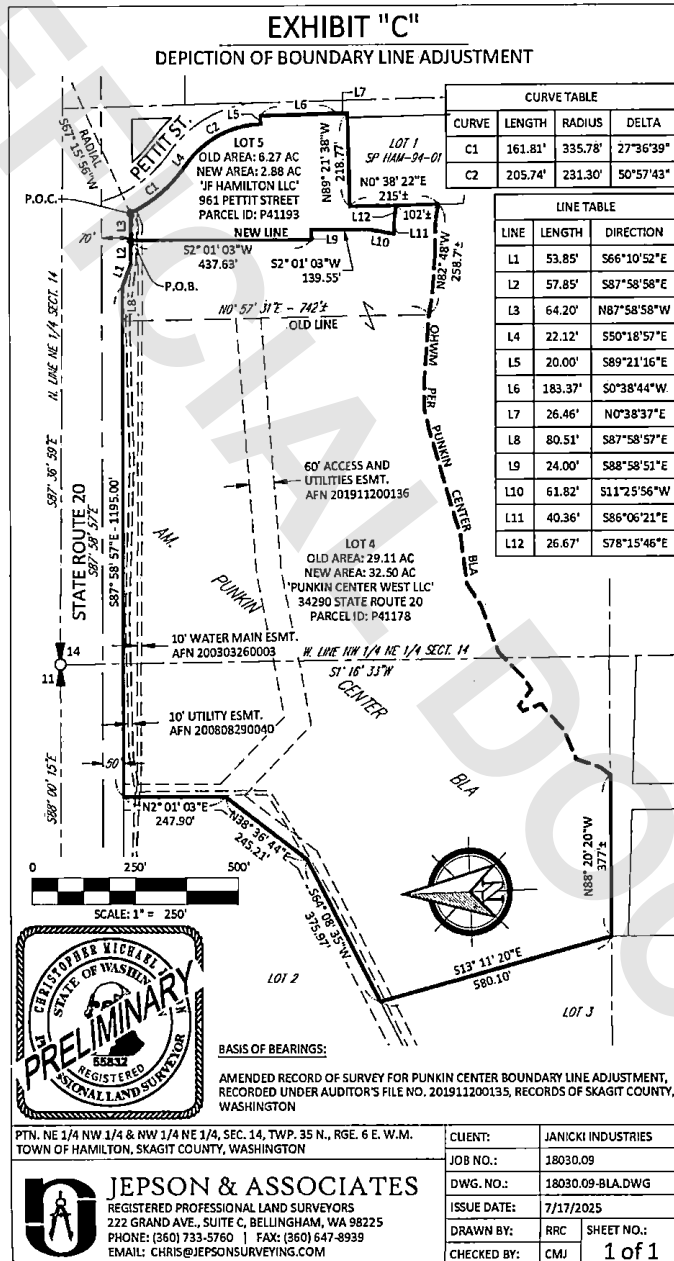 EXHIBIT "C"
DEPICTION OF BOUNDARY LINE ADJUSTMENT
CURVE TABLE
CURVE LENGTH RADIUS DELTA
C1 161.81' 335.78' 27°36'39"
C2 205.74' 231.30' 50°57'43"
LINE TABLE
LINE LENGTH DIRECTION
L1 53.85' S66°10'52"E
L2 57.85' S87°58'58"E
L3 64.20' N87°58'58"W
L4 22.12' S50°18'57"E
L5 20.00' S89°21'16"E
L6 183.37' S0°38'44"W
L7 26.46' N0°38'37"E
L8 80.51' S87°58'57"E
L9 24.00' S88°58'51"E
L10 61.82' S11°25'56"W
L11 40.36' S86°06'21"E
L12 26.67' S78°15'46"E
L7
L6
L5
C2
L4
C1
PETTIT ST.
RADIAL
S67° 15' 56"W
LOT 5
OLD AREA: 6.27 AC
NEW AREA: 2.88 AC
'JF HAMILTON LLC'
961 PETTIT STREET
PARCEL ID: P41193
N89° 21' 38"W
218.77'
LOT 1
SP HAM-94-01
N0° 38' 22"E
215'±
L12
102'±
L11
L10
L9
P.O.C.
L3
70'
L2
L1
L8
P.O.B.
NEW LINE
S2° 01' 03"W
437.63'
S2° 01' 03"W
139.55'
N82° 48'W
258.7'±
N0° 57' 31"E - 742'±
OLD LINE
OHWM PER PUNKIN CENTER BLA
N. LINE NE 1/4 SECT. 14
S87° 36' 59"E
STATE ROUTE 20
S87° 58' 57"E
S87° 58' 57"E - 1195.00'
60' ACCESS AND
UTILITIES ESMT.
AFN 201911200136
LOT 4
OLD AREA: 29.11 AC
NEW AREA: 32.50 AC
'PUNKIN CENTER WEST LLC'
34290 STATE ROUTE 20
PARCEL ID: P41178
AM.
PUNKIN
CENTER
BLA
10' WATER MAIN ESMT.
AFN 200303260003
W. LINE NW 1/4 NE 1/4 SECT. 14
S1° 16' 33"W
14
11
10' UTILITY ESMT.
AFN 200808290040
50'
S88° 00' 15"E
N2° 01' 03"E
247.90'
N38° 36' 44"E
245.21'
S64° 08' 35"W
375.97'
N88° 20' 20"W
377'±
S13° 11' 20"E
580.10'
LOT 2
LOT 3
N
0 250' 500'
SCALE: 1" = 250'
CHRISTOPHER MICHAEL
STATE OF WASHIN
PRELIMINARY
55832
REGISTERED
SIONAL LAND SURVEYOR
BASIS OF BEARINGS:
AMENDED RECORD OF SURVEY FOR PUNKIN CENTER BOUNDARY LINE ADJUSTMENT,
RECORDED UNDER AUDITOR'S FILE NO. 201911200135, RECORDS OF SKAGIT COUNTY,
WASHINGTON
PTN. NE 1/4 NW 1/4 & NW 1/4 NE 1/4, SEC. 14, TWP. 35 N., RGE. 6 E. W.M.
TOWN OF HAMILTON, SKAGIT COUNTY, WASHINGTON
JEPSON & ASSOCIATES
REGISTERED PROFESSIONAL LAND SURVEYORS
222 GRAND AVE., SUITE C, BELLINGHAM, WA 98225
PHONE: (360) 733-5760 | FAX: (360) 647-8939
EMAIL: CHRIS@JEPSONSURVEYING.COM
CLIENT: JANICKI INDUSTRIES
JOB NO.: 18030.09
DWG. NO.: 18030.09-BLA.DWG
ISSUE DATE: 7/17/2025
DRAWN BY: RRC SHEET NO.:
CHECKED BY: CMJ 1 of 1